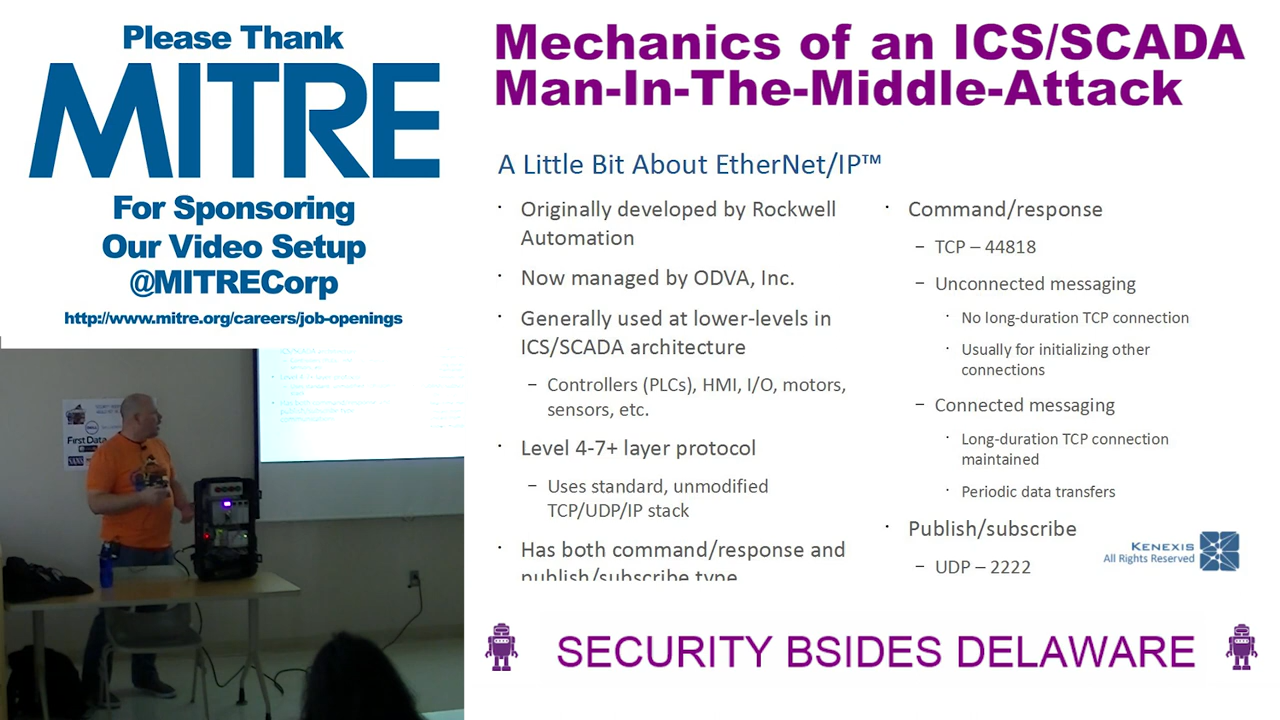 Please Thank
MITRE
For Sponsoring
Our Video Setup
@MITRECorp
http://www.mitre.org/careers/job-openings
Mechanics of an ICS/SCADA
Man-In-The-Middle-Attack
A Little Bit About EtherNet/IP™
· Originally developed by Rockwell
Automation
· Now managed by ODVA, Inc.
· Generally used at lower-levels in
ICS/SCADA architecture
– Controllers (PLCs), HMI, I/O, motors,
sensors, etc.
· Level 4-7+ layer protocol
– Uses standard, unmodified
TCP/UDP/IP stack
· Has both command/response and
publish/subscribe type
· Command/response
– TCP – 44818
– Unconnected messaging
· No long-duration TCP connection
· Usually for initializing other
connections
– Connected messaging
· Long-duration TCP connection
maintained
· Periodic data transfers
· Publish/subscribe
– UDP – 2222
KENEXIS
All Rights Reserved
First Data
SECURITY BSIDES DELAWARE